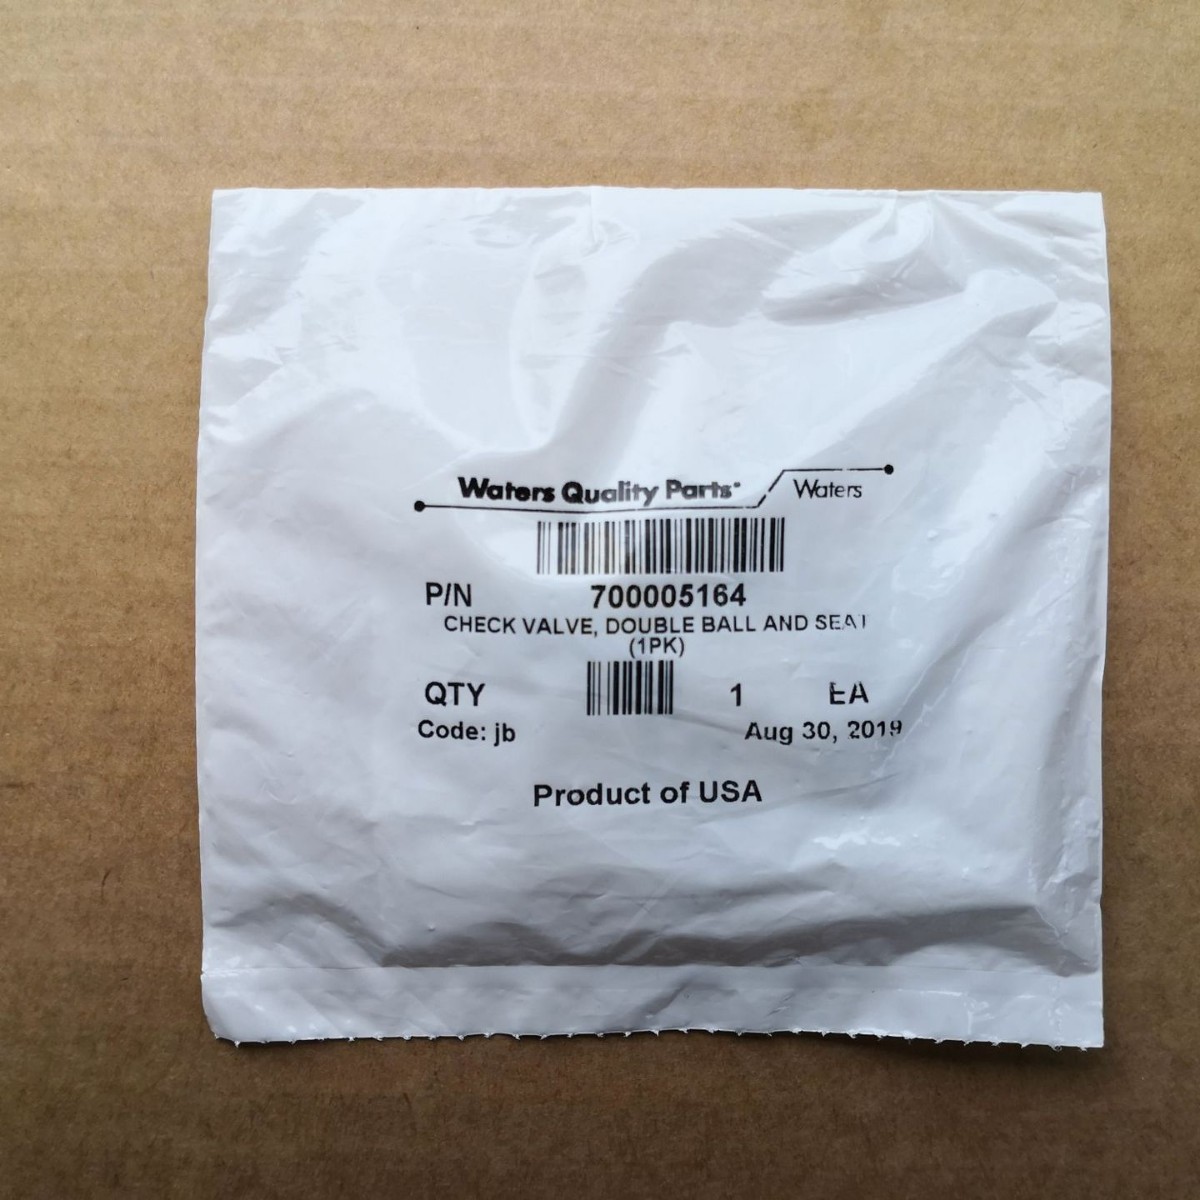 Waters Quality Parts Waters
P/N 700005164
CHECK VALVE, DOUBLE BALL AND SEAT
(1PK)
QTY 1 EA
Code: jb Aug 30, 2019
Product of USA